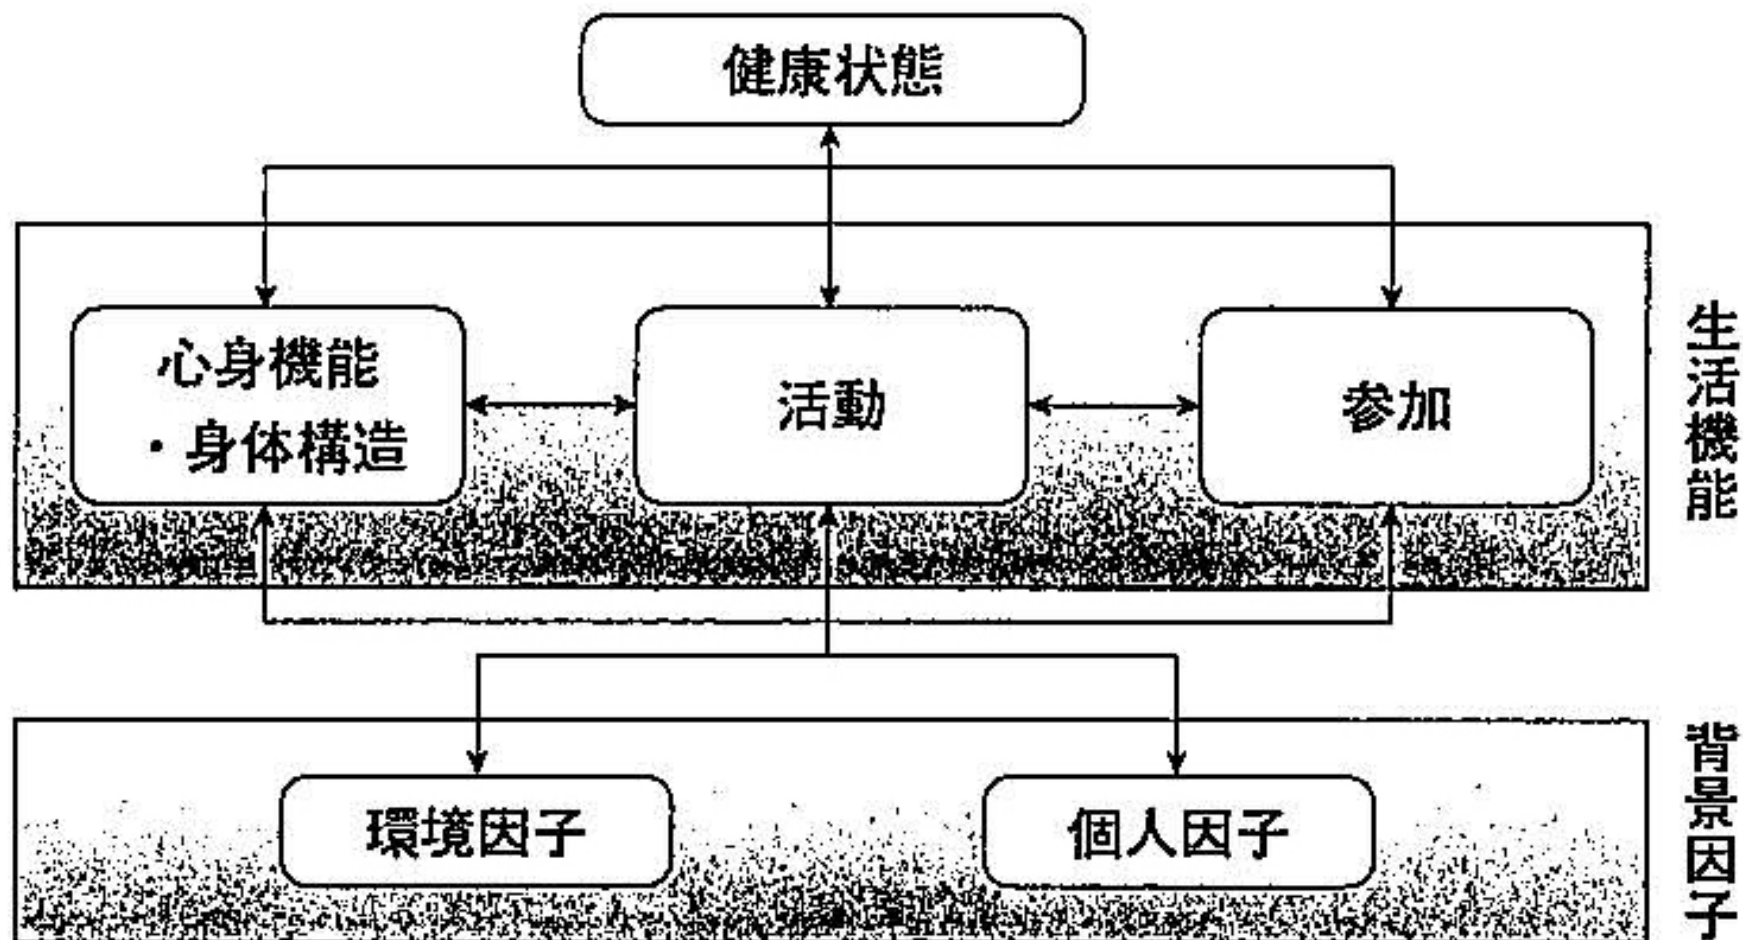 健康状態
心身機能
・身体構造
活動
参加
生活機能
環境因子
個人因子
背景因子